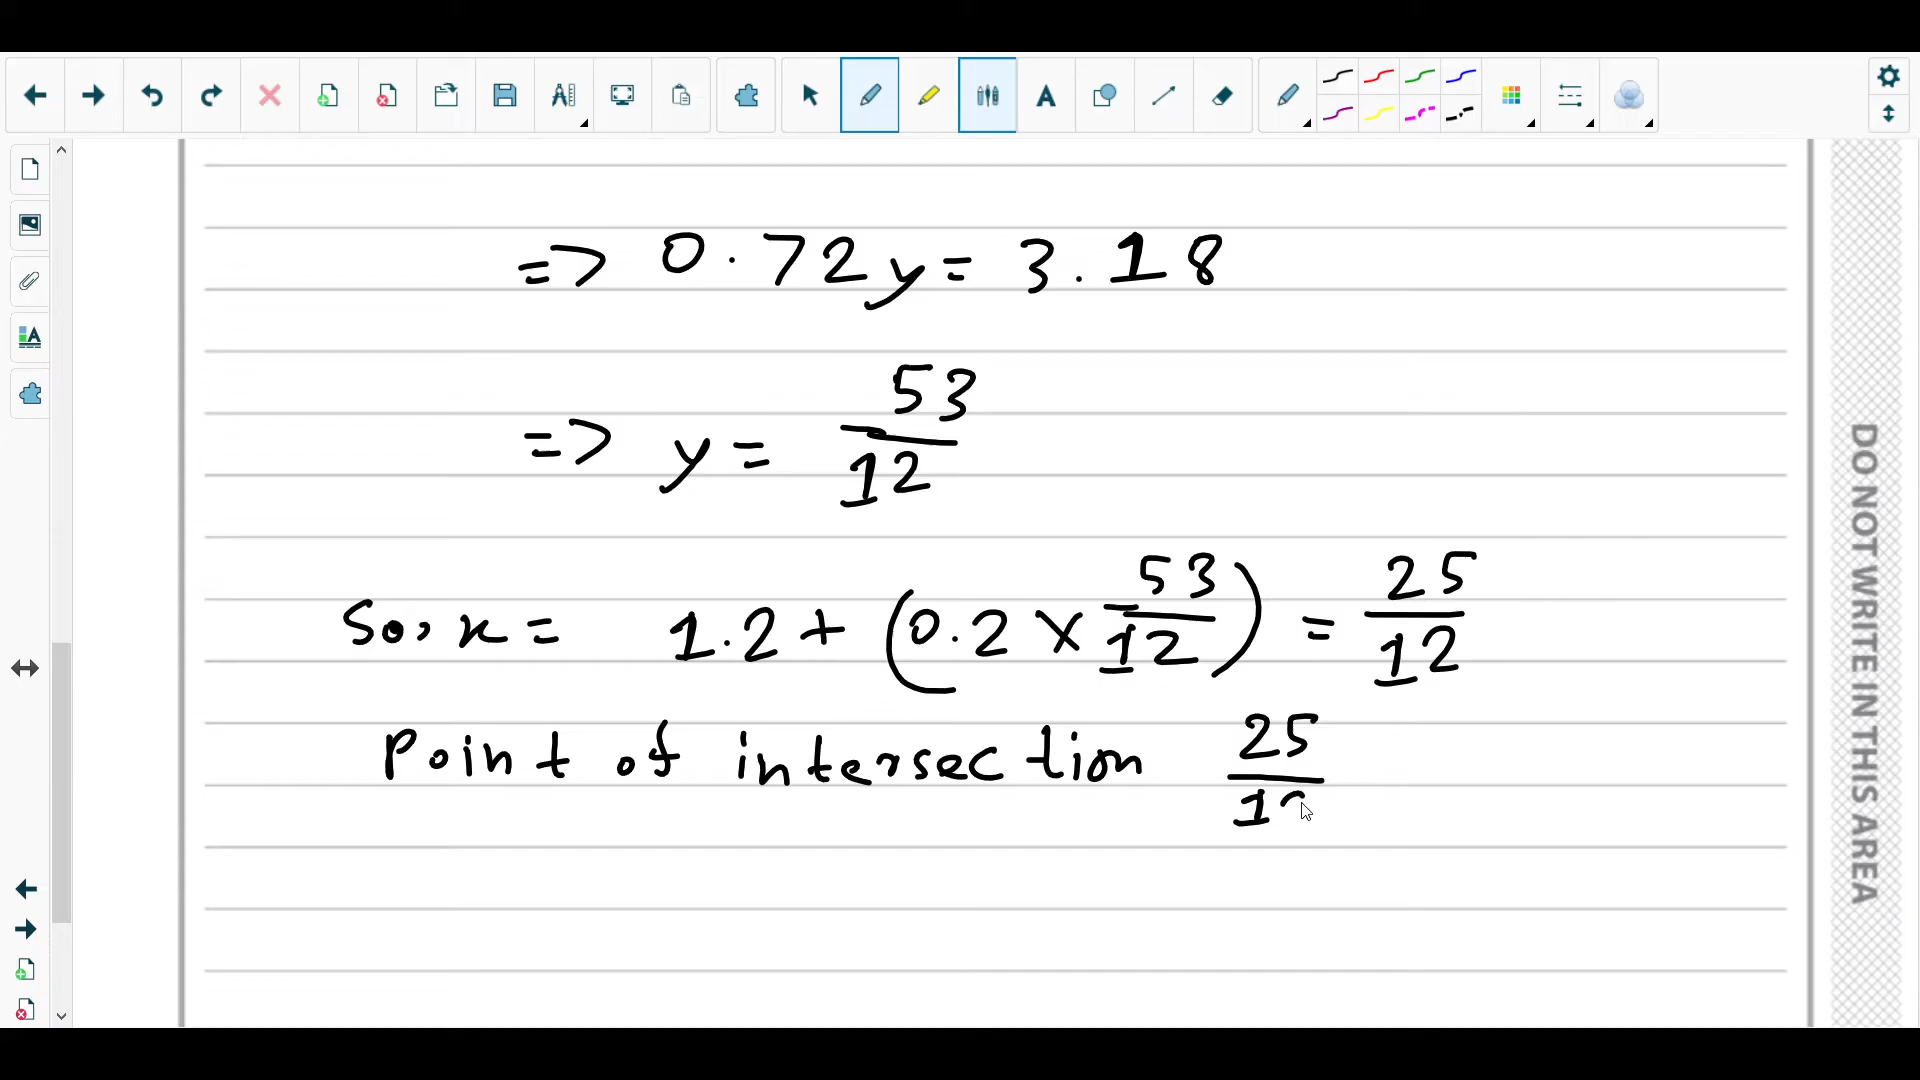 => 0.72y = 3.18
=> y = 53/12
So, x = 1.2 + (0.2 × 53/12) = 25/12
Point of intersection 25/1
DO NOT WRITE IN THIS AREA